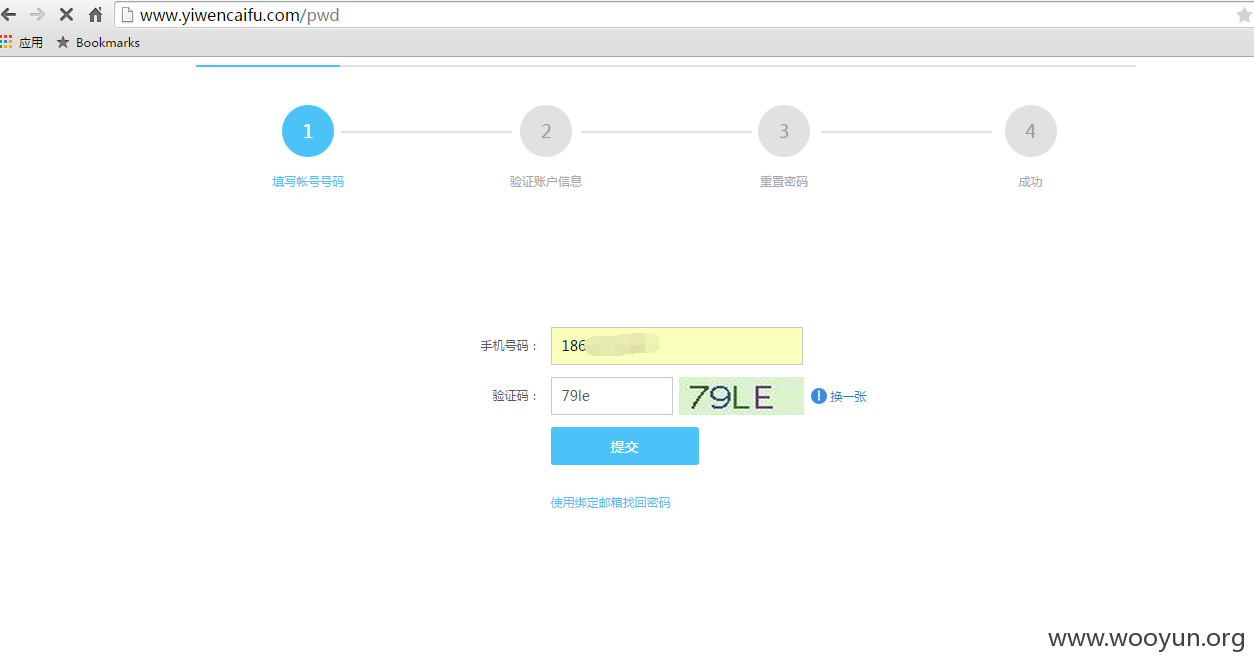 www.yiwencaifu.com/pwd
应用 Bookmarks
1 2 3 4
填写帐号号码 验证账户信息 重置密码 成功
手机号码： 186
验证码： 79le 79LE 换一张
提交
使用绑定邮箱找回密码
www.wooyun.org